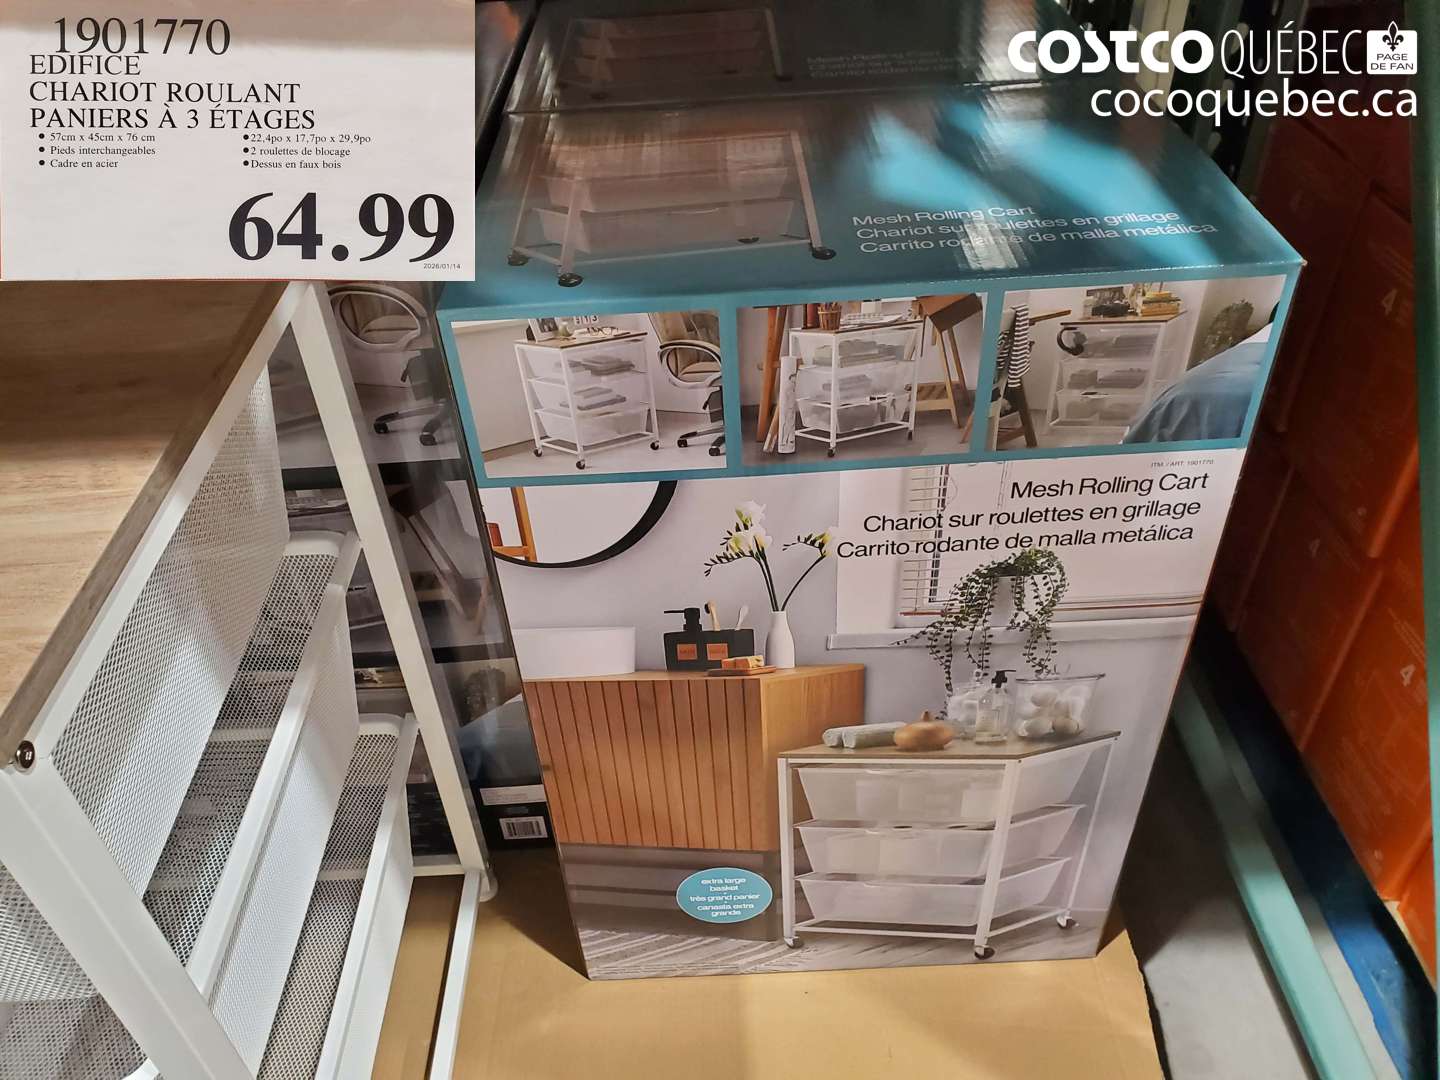 1901770
EDIFICE
CHARIOT ROULANT
PANIERS À 3 ÉTAGES
• 57cm x 45cm x 76 cm
• Pieds interchangeables
• Cadre en acier
• 22,4po x 17,7po x 29,9po
• 2 roulettes de blocage
• Dessus en faux bois
64.99
2026/01/14
COSTCO QUÉBEC PAGE DE FAN
cocoquebec.ca
Mesh Rolling Cart
Chariot sur roulettes en grillage
Carrito rodante de malla metálica
ITM. / ART. 1901770
Mesh Rolling Cart
Chariot sur roulettes en grillage
Carrito rodante de malla metálica
extra large
basket
très grand panier
canasta extra
grande